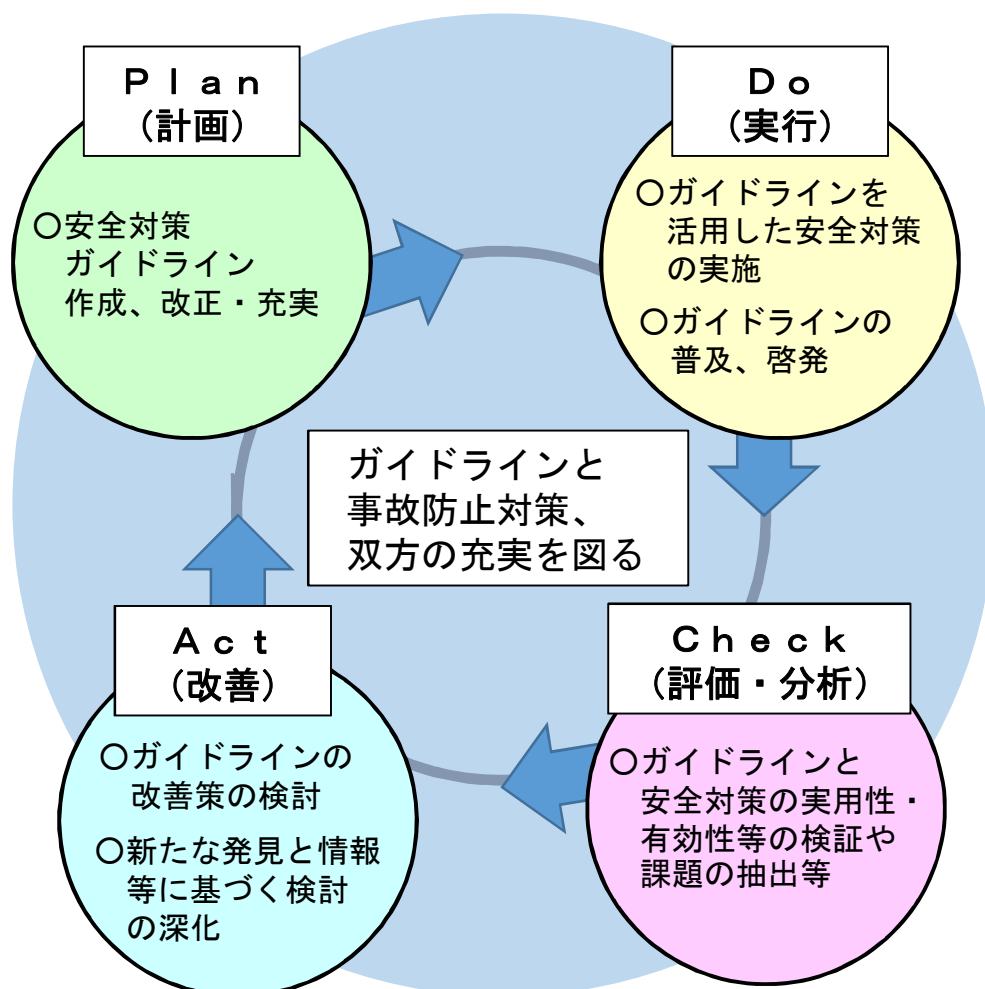 Ｐｌａｎ
（計画）
〇安全対策
ガイドライン
作成、改正・充実
Ｄｏ
（実行）
〇ガイドラインを
活用した安全対策
の実施
〇ガイドラインの
普及、啓発
ガイドラインと
事故防止対策、
双方の充実を図る
Ａｃｔ
（改善）
〇ガイドラインの
改善策の検討
〇新たな発見と情報
等に基づく検討
の深化
Ｃｈｅｃｋ
（評価・分析）
〇ガイドラインと
安全対策の実用性・
有効性等の検証や
課題の抽出等